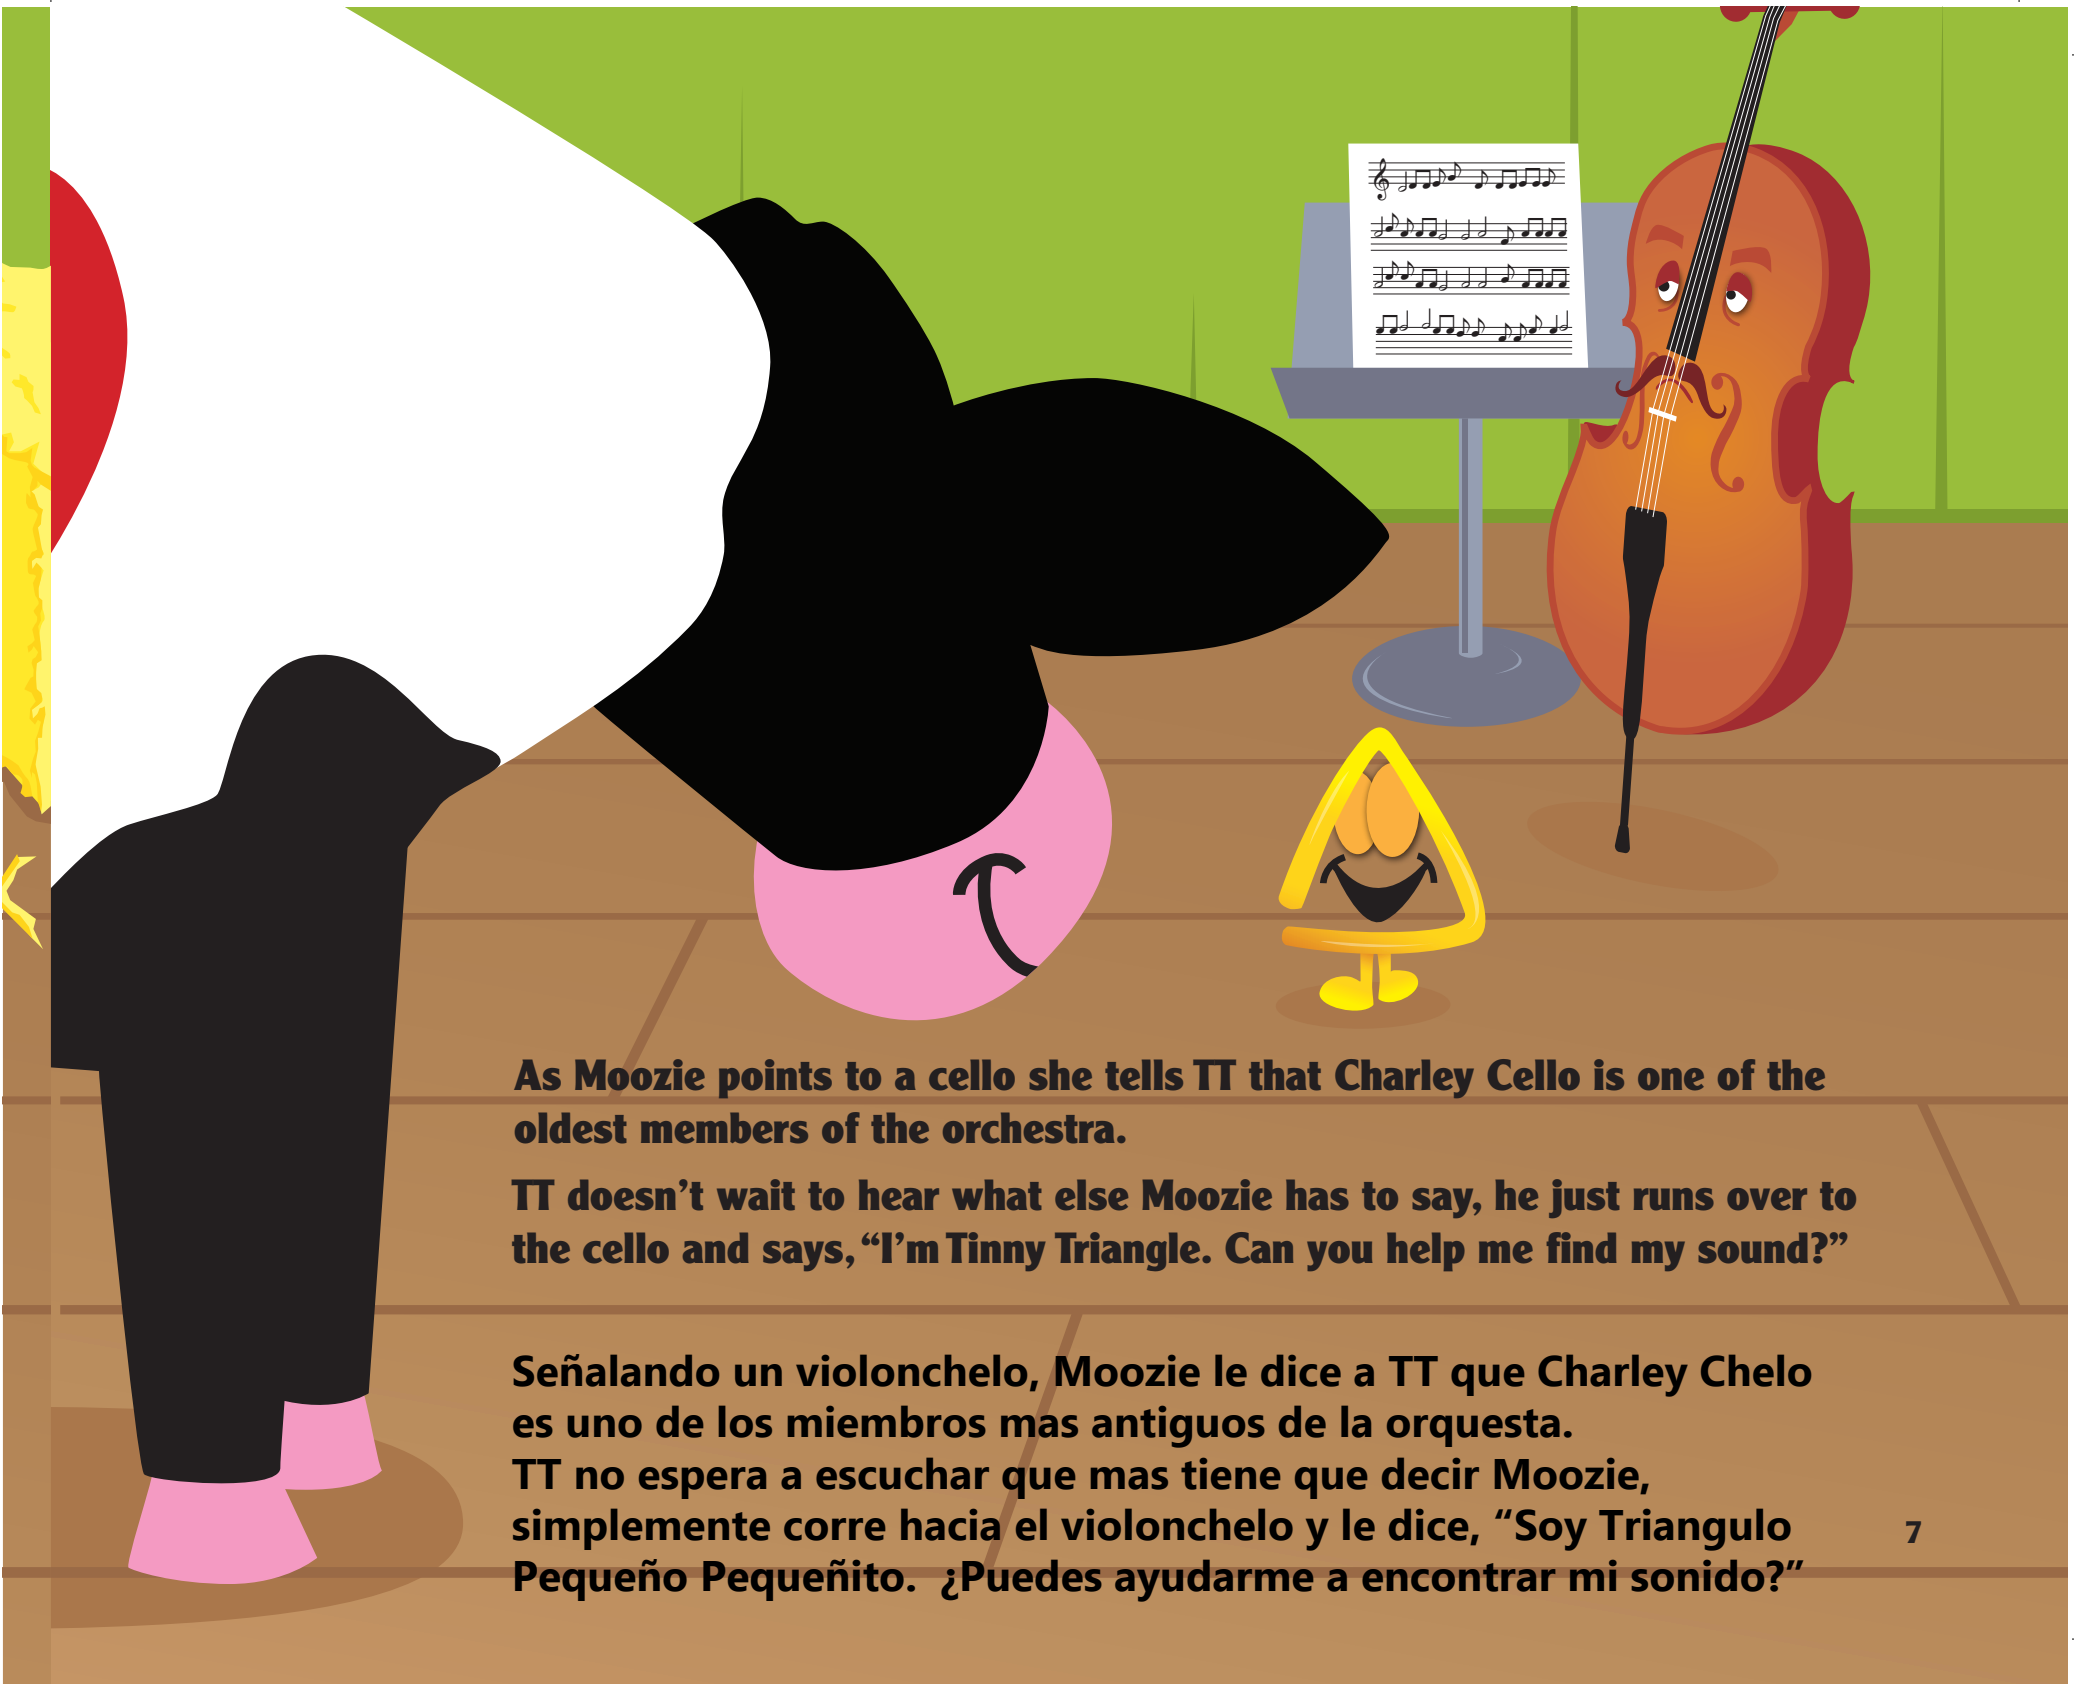 As Moozie points to a cello she tells TT that Charley Cello is one of the
oldest members of the orchestra.
TT doesn’t wait to hear what else Moozie has to say, he just runs over to
the cello and says, “I’m Tinny Triangle. Can you help me find my sound?”
Señalando un violonchelo, Moozie le dice a TT que Charley Chelo
es uno de los miembros mas antiguos de la orquesta.
TT no espera a escuchar que mas tiene que decir Moozie,
simplemente corre hacia el violonchelo y le dice, “Soy Triangulo
Pequeño Pequeñito.  ¿Puedes ayudarme a encontrar mi sonido?”
7